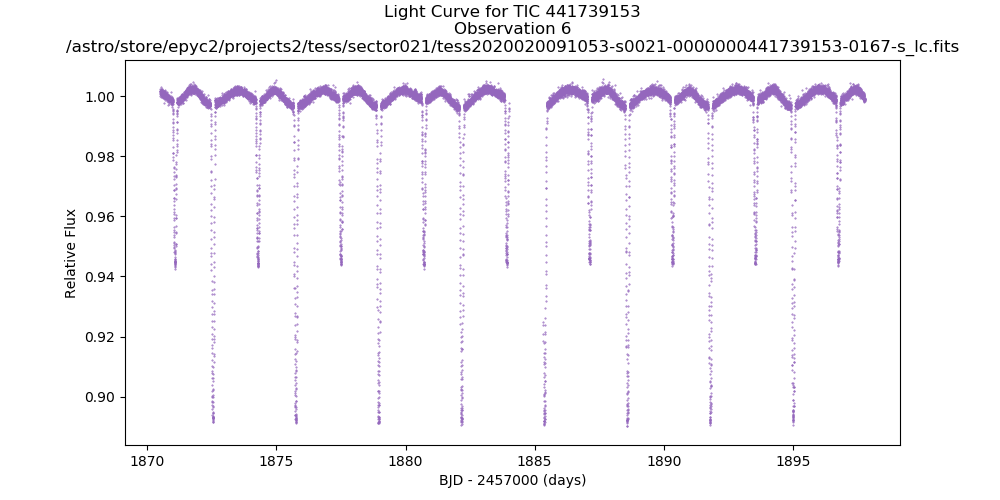 Light Curve for TIC 441739153
Observation 6
/astro/store/epyc2/projects2/tess/sector021/tess2020020091053-s0021-0000000441739153-0167-s_lc.fits
1.00
0.98
0.96
0.94
0.92
0.90
Relative Flux
1870
1875
1880
1885
1890
1895
BJD - 2457000 (days)